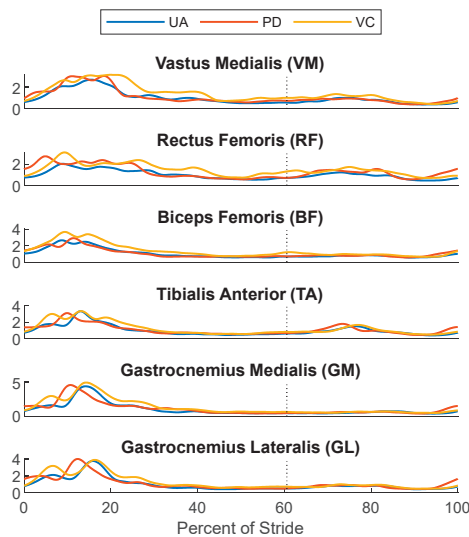 UA PD VC
Vastus Medialis (VM)
2
0
Rectus Femoris (RF)
2
0
Biceps Femoris (BF)
4
2
0
Tibialis Anterior (TA)
4
2
0
Gastrocnemius Medialis (GM)
5
0
Gastrocnemius Lateralis (GL)
4
2
0
0 20 40 60 80 100
Percent of Stride